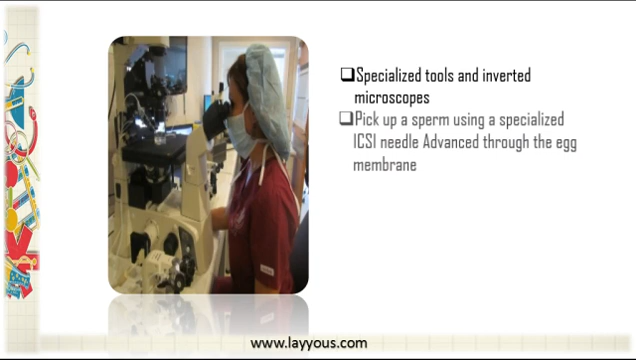 Specialized tools and inverted
microscopes
Pick up a sperm using a specialized
ICSI needle Advanced through the egg
membrane
www.layyous.com